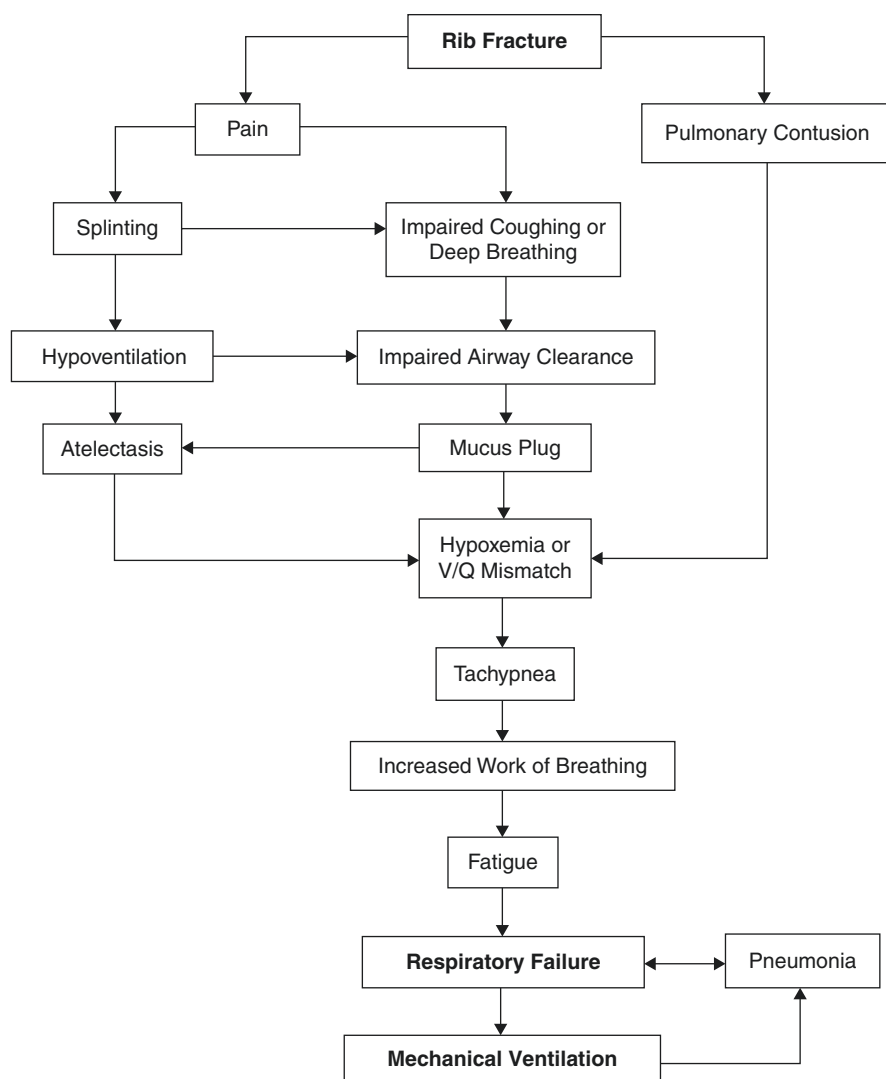 Rib Fracture
Pain
Pulmonary Contusion
Splinting
Impaired Coughing or
Deep Breathing
Hypoventilation
Impaired Airway Clearance
Atelectasis
Mucus Plug
Hypoxemia or
V/Q Mismatch
Tachypnea
Increased Work of Breathing
Fatigue
Respiratory Failure
Pneumonia
Mechanical Ventilation